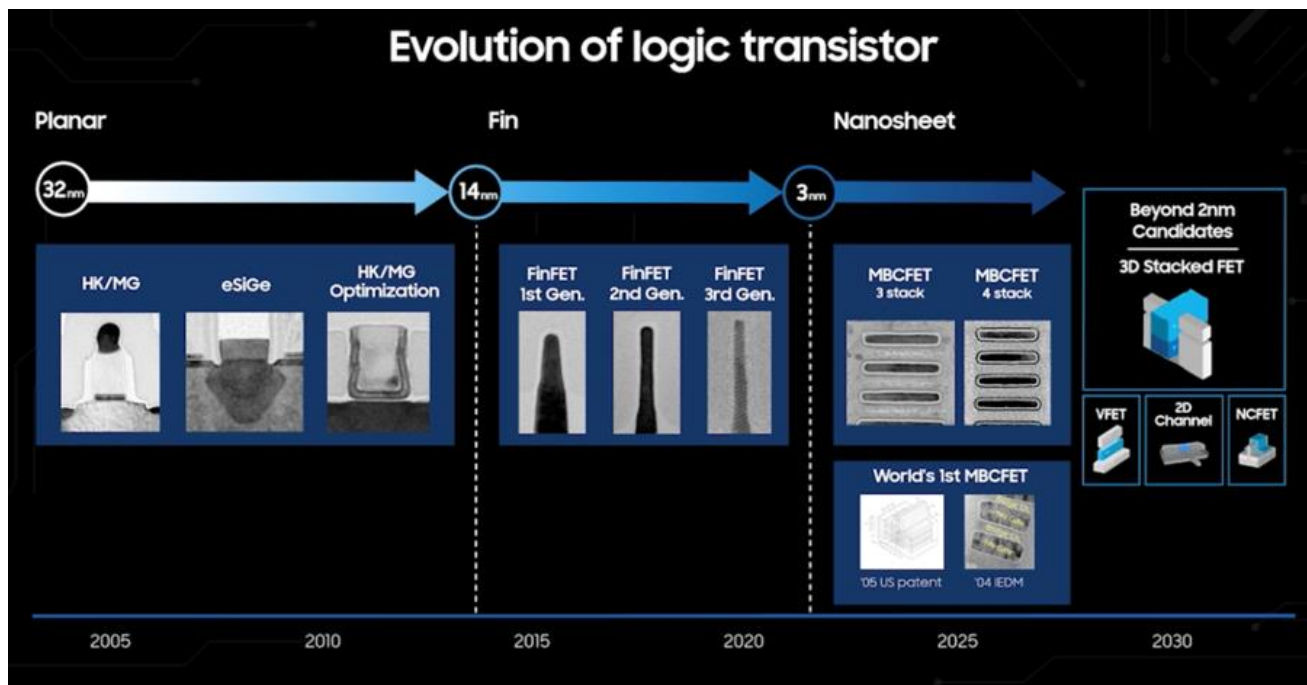 Evolution of logic transistor
Planar
Fin
Nanosheet
32nm
14nm
3nm
HK/MG
eSiGe
HK/MG
Optimization
FinFET
1st Gen.
FinFET
2nd Gen.
FinFET
3rd Gen.
MBCFET
3 stack
MBCFET
4 stack
World's 1st MBCFET
'05 US patent
'04 IEDM
Beyond 2nm
Candidates
3D Stacked FET
VFET
2D
Channel
NCFET
2005
2010
2015
2020
2025
2030